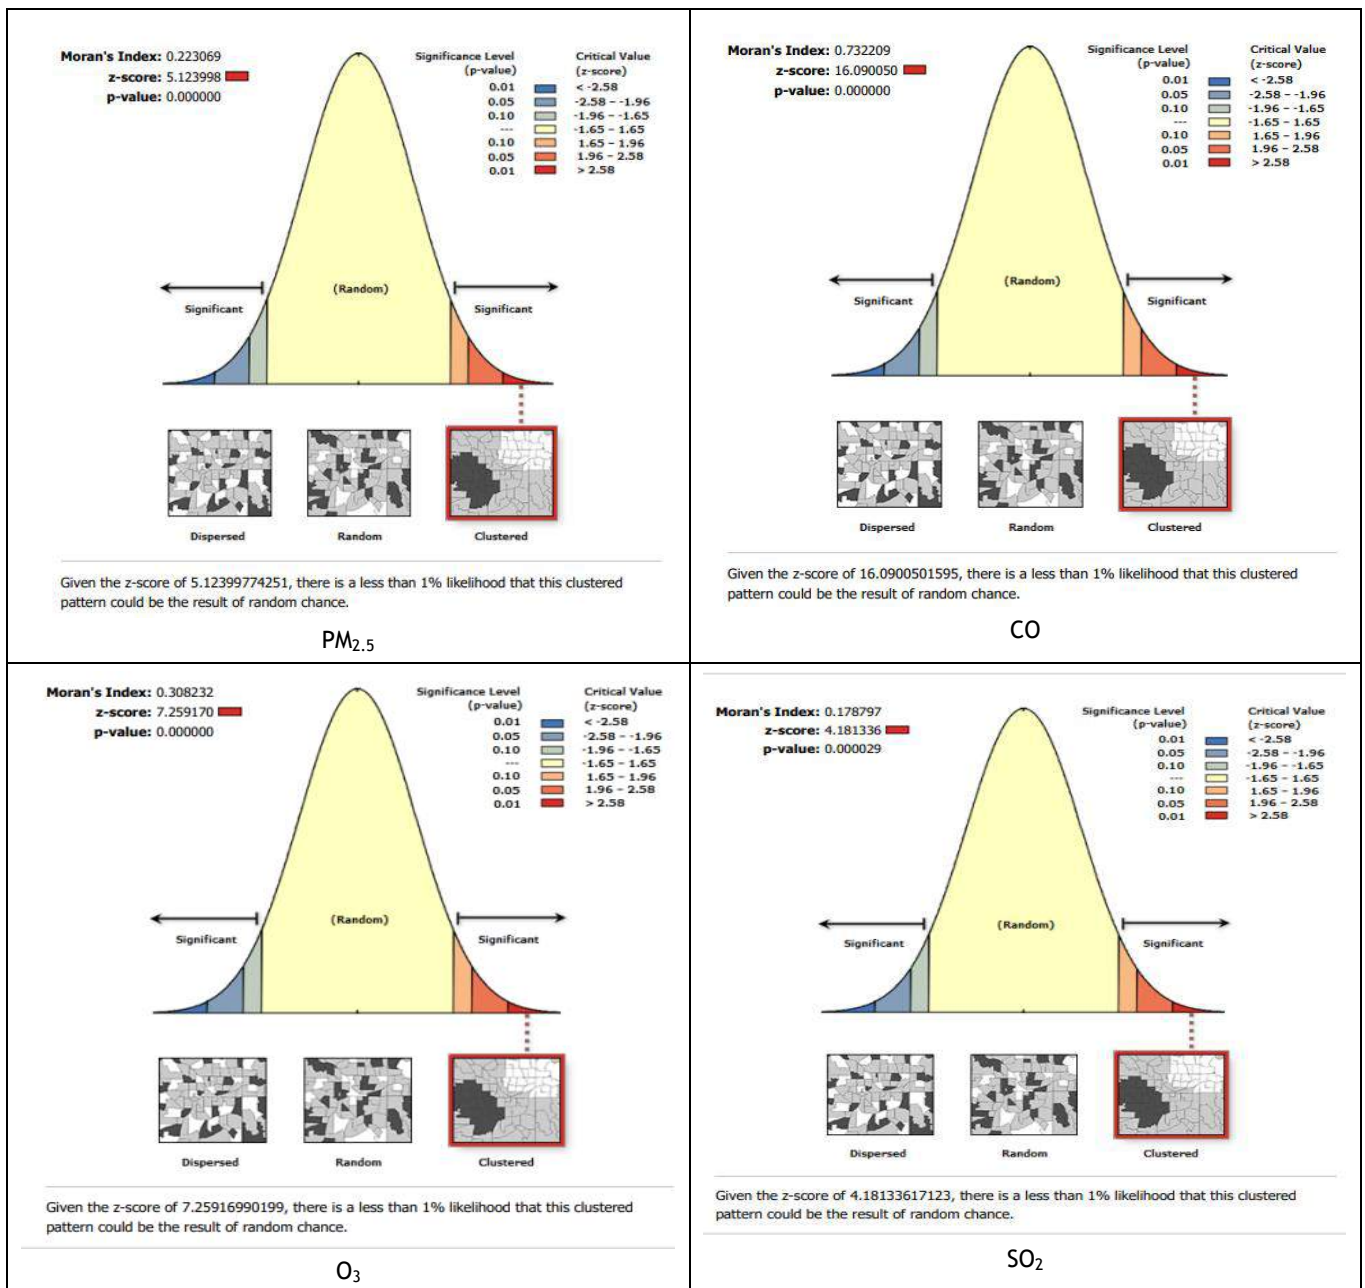 Moran's Index: 0.223069
z-score: 5.123998
p-value: 0.000000
Significance Level
(p-value)
Critical Value
(z-score)
0.01 < -2.58
0.05 -2.58 – -1.96
0.10 -1.96 – -1.65
--- -1.65 – 1.65
0.10 1.65 – 1.96
0.05 1.96 – 2.58
0.01 > 2.58
(Random)
Significant
Significant
Dispersed
Random
Clustered
Given the z-score of 5.12399774251, there is a less than 1% likelihood that this clustered
pattern could be the result of random chance.
PM2.5
Moran's Index: 0.732209
z-score: 16.090050
p-value: 0.000000
Significance Level
(p-value)
Critical Value
(z-score)
0.01 < -2.58
0.05 -2.58 – -1.96
0.10 -1.96 – -1.65
--- -1.65 – 1.65
0.10 1.65 – 1.96
0.05 1.96 – 2.58
0.01 > 2.58
(Random)
Significant
Significant
Dispersed
Random
Clustered
Given the z-score of 16.0900501595, there is a less than 1% likelihood that this clustered
pattern could be the result of random chance.
CO
Moran's Index: 0.308232
z-score: 7.259170
p-value: 0.000000
Significance Level
(p-value)
Critical Value
(z-score)
0.01 < -2.58
0.05 -2.58 – -1.96
0.10 -1.96 – -1.65
--- -1.65 – 1.65
0.10 1.65 – 1.96
0.05 1.96 – 2.58
0.01 > 2.58
(Random)
Significant
Significant
Dispersed
Random
Clustered
Given the z-score of 7.25916990199, there is a less than 1% likelihood that this clustered
pattern could be the result of random chance.
O3
Moran's Index: 0.178797
z-score: 4.181336
p-value: 0.000029
Significance Level
(p-value)
Critical Value
(z-score)
0.01 < -2.58
0.05 -2.58 – -1.96
0.10 -1.96 – -1.65
--- -1.65 – 1.65
0.10 1.65 – 1.96
0.05 1.96 – 2.58
0.01 > 2.58
(Random)
Significant
Significant
Dispersed
Random
Clustered
Given the z-score of 4.18133617123, there is a less than 1% likelihood that this clustered
pattern could be the result of random chance.
SO2